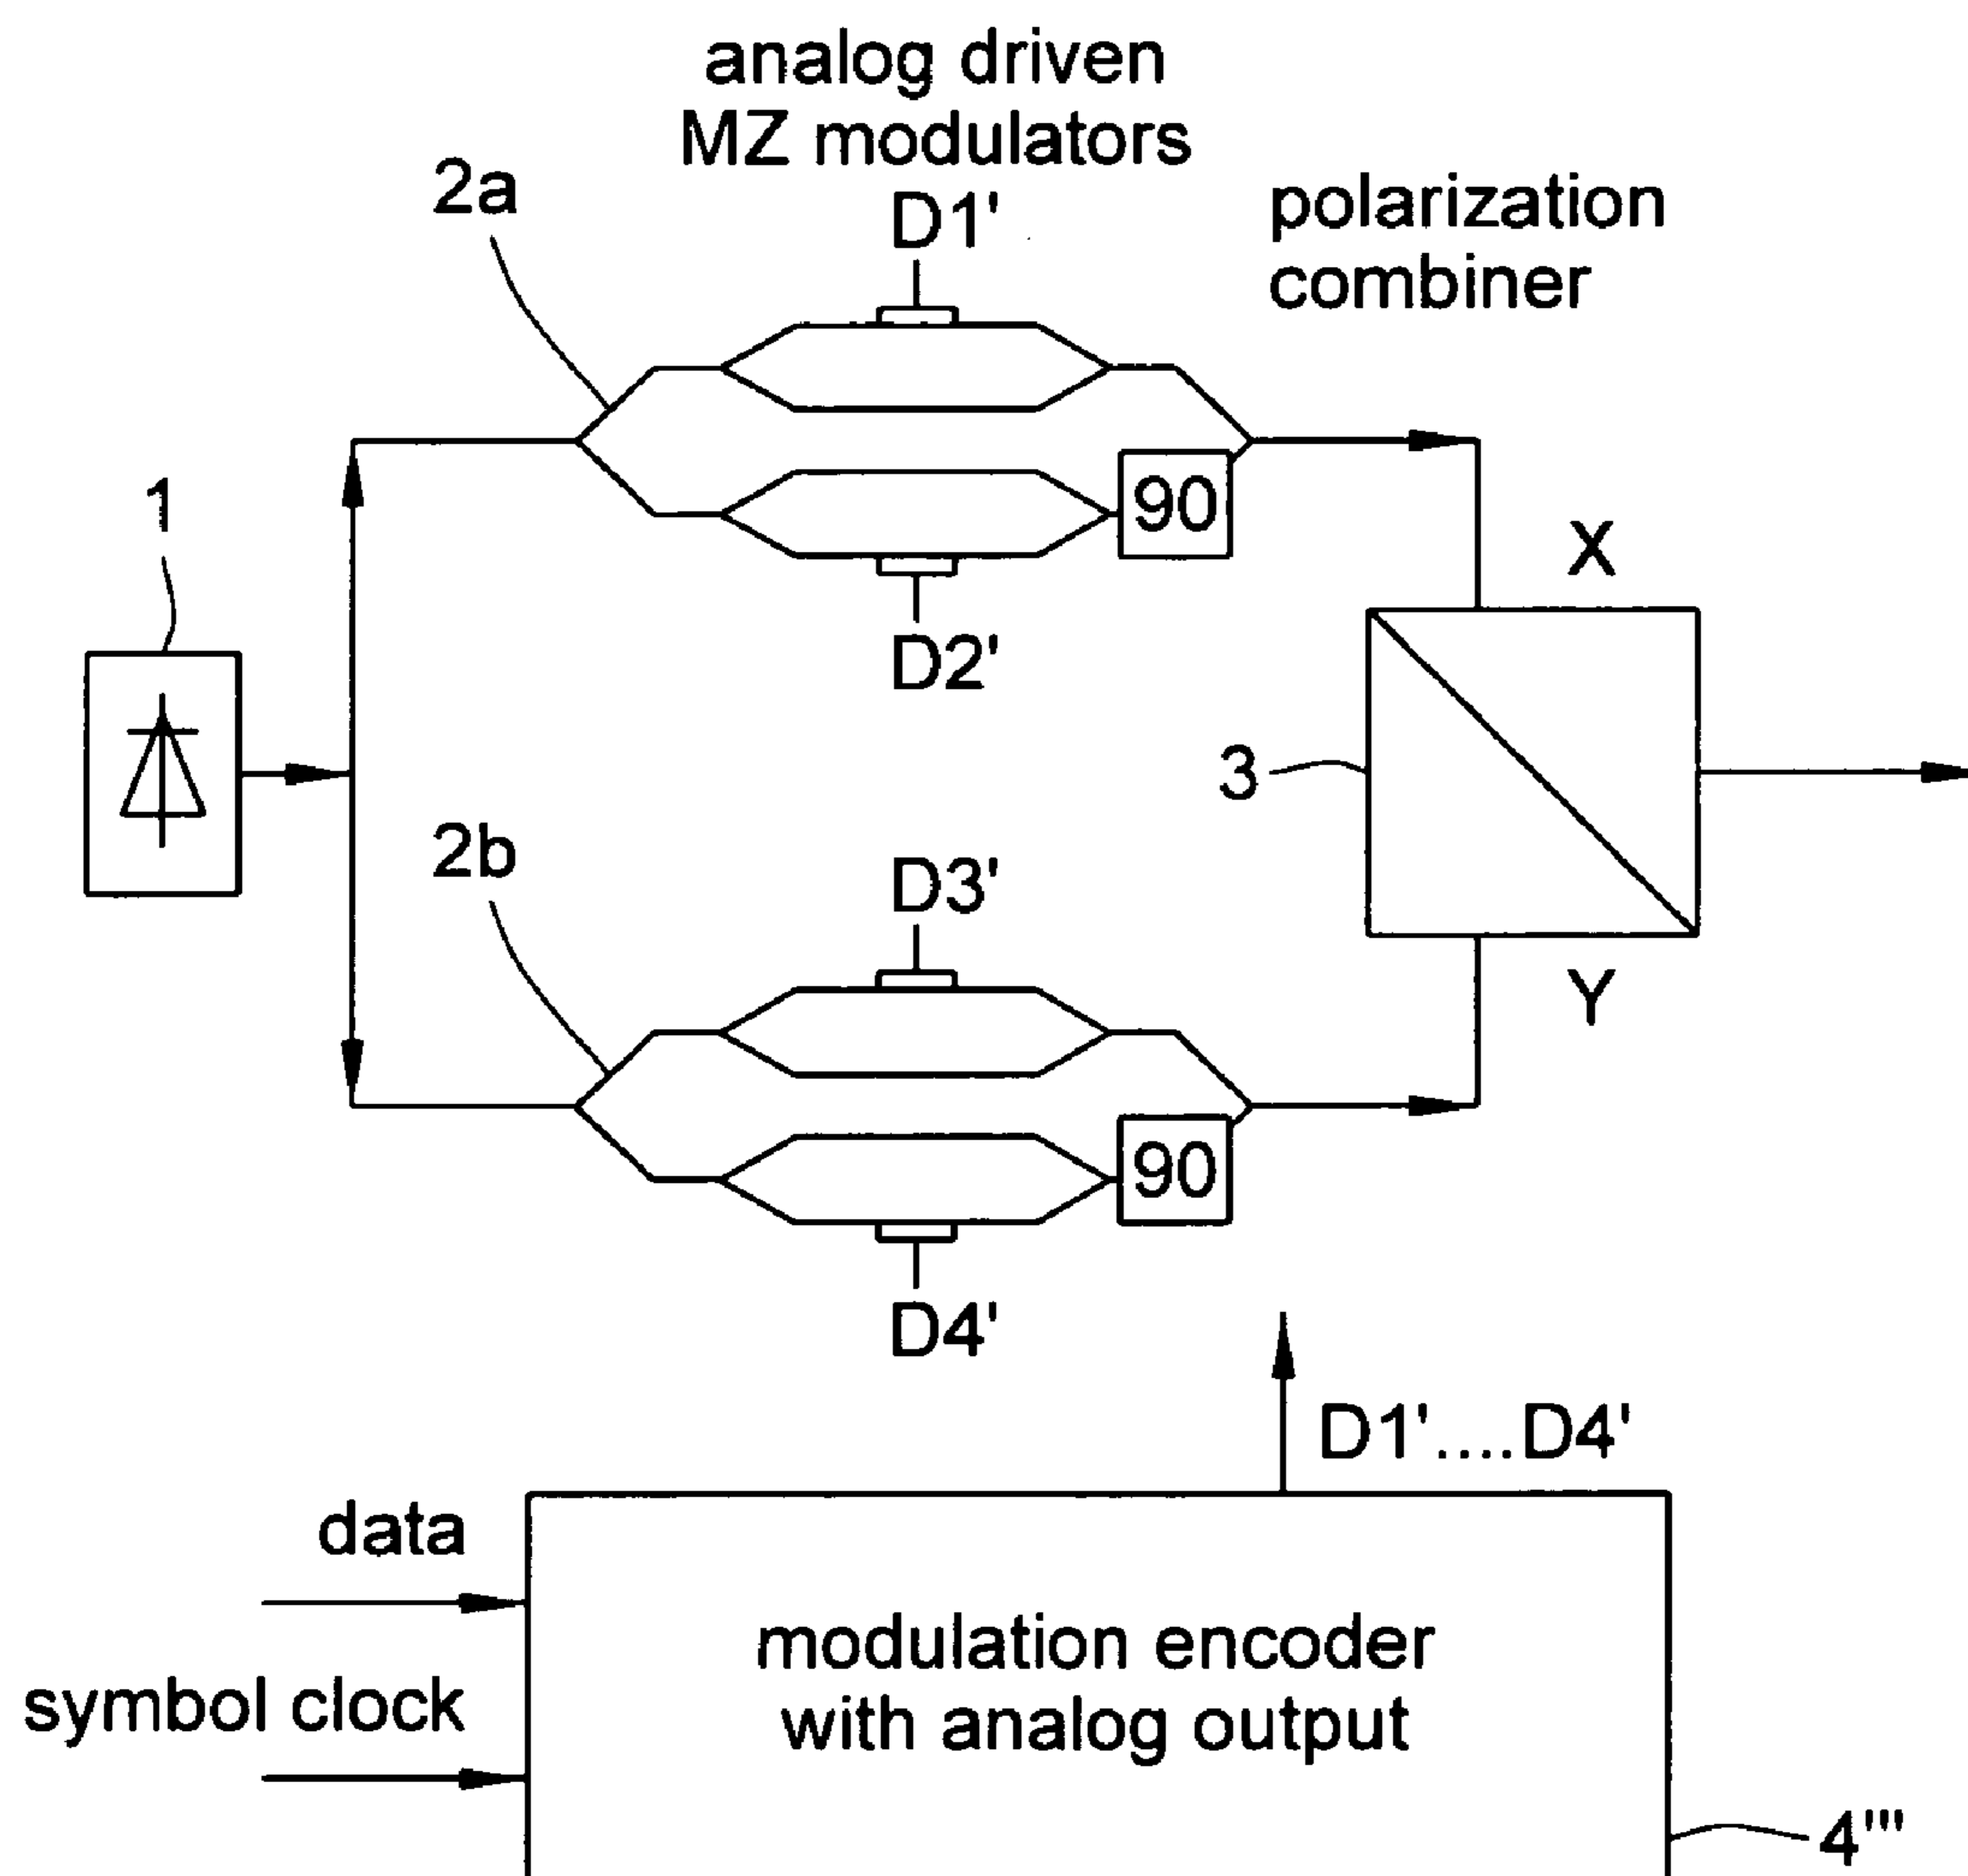 analog driven
MZ modulators
2a
D1'
polarization
combiner
90
1
X
D2'
3
2b
D3'
Y
90
D4'
D1'....D4'
data
modulation encoder
with analog output
symbol clock
4'''